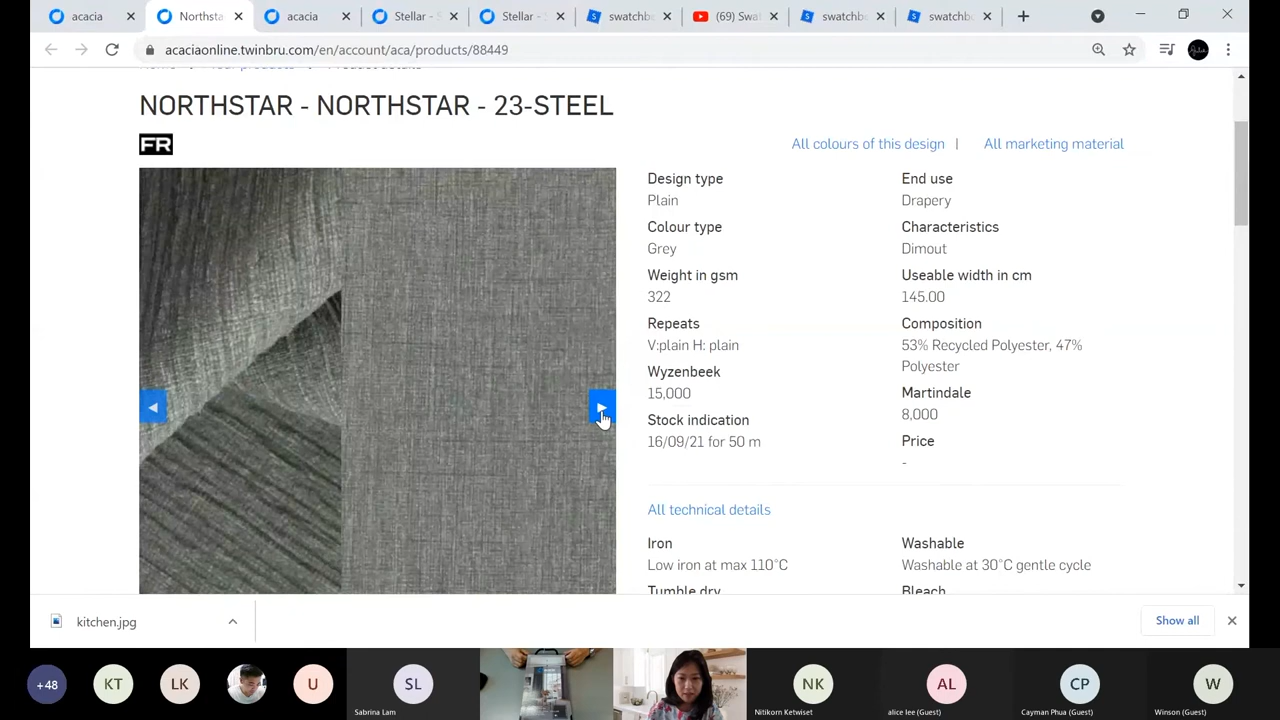 acacia
Northsta
acacia
Stellar - S
Stellar - S
swatchbo
(69) Swat
swatchbo
swatchbo
acaciaonline.twinbru.com/en/account/aca/products/88449
Product details
NORTHSTAR - NORTHSTAR - 23-STEEL
FR
All colours of this design | All marketing material
Design type
Plain
End use
Drapery
Colour type
Grey
Characteristics
Dimout
Weight in gsm
322
Useable width in cm
145.00
Repeats
V:plain H: plain
Composition
53% Recycled Polyester, 47%
Polyester
Wyzenbeek
15,000
Martindale
8,000
Stock indication
16/09/21 for 50 m
Price
-
All technical details
Iron
Low iron at max 110°C
Washable
Washable at 30°C gentle cycle
Tumble dry
Bleach
kitchen.jpg
Show all
+48
KT
LK
U
SL
Sabrina Lam
NK
Nitikorn Ketwiset
AL
alice lee (Guest)
CP
Cayman Phua (Guest)
W
Winson (Guest)